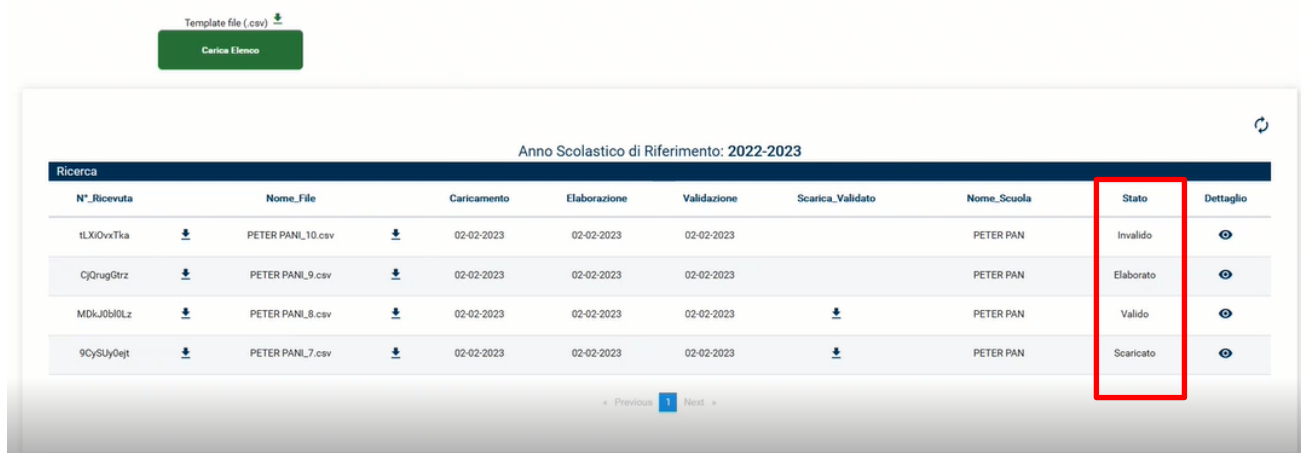 Template file (.csv)
Carica Elenco
Anno Scolastico di Riferimento: 2022-2023
Ricerca
N°_Ricevuta Nome_File Caricamento Elaborazione Validazione Scarica_Validato Nome_Scuola Stato Dettaglio
tLXiOvxTka PETER PANI_10.csv 02-02-2023 02-02-2023 02-02-2023 PETER PAN Invalido
CjQrugGtrz PETER PANI_9.csv 02-02-2023 02-02-2023 02-02-2023 PETER PAN Elaborato
MDkJ0bl0Lz PETER PANI_8.csv 02-02-2023 02-02-2023 02-02-2023 PETER PAN Valido
9CySUy0ejt PETER PANI_7.csv 02-02-2023 02-02-2023 02-02-2023 PETER PAN Scaricato
« Previous 1 Next »